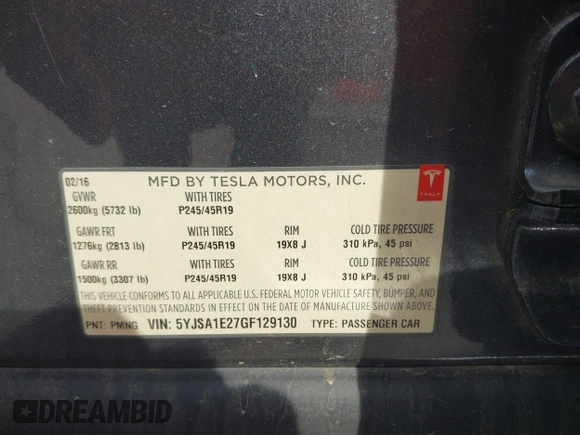 02/16 MFD BY TESLA MOTORS, INC.
TESLA
GVWR WITH TIRES
2600kg (5732 lb) P245/45R19
GAWR FRT WITH TIRES RIM COLD TIRE PRESSURE
1276kg (2813 lb) P245/45R19 19X8 J 310 kPa, 45 psi
GAWR RR WITH TIRES RIM COLD TIRE PRESSURE
1500kg (3307 lb) P245/45R19 19X8 J 310 kPa, 45 psi
THIS VEHICLE CONFORMS TO ALL APPLICABLE U.S. FEDERAL MOTOR VEHICLE SAFETY, BUMPER, AND
THEFT PREVENTION STANDARDS IN EFFECT ON THE DATE OF MANUFACTURE SHOWN ABOVE.
PNT: PMNG VIN: 5YJSA1E27GF129130 TYPE: PASSENGER CAR
DREAMBID